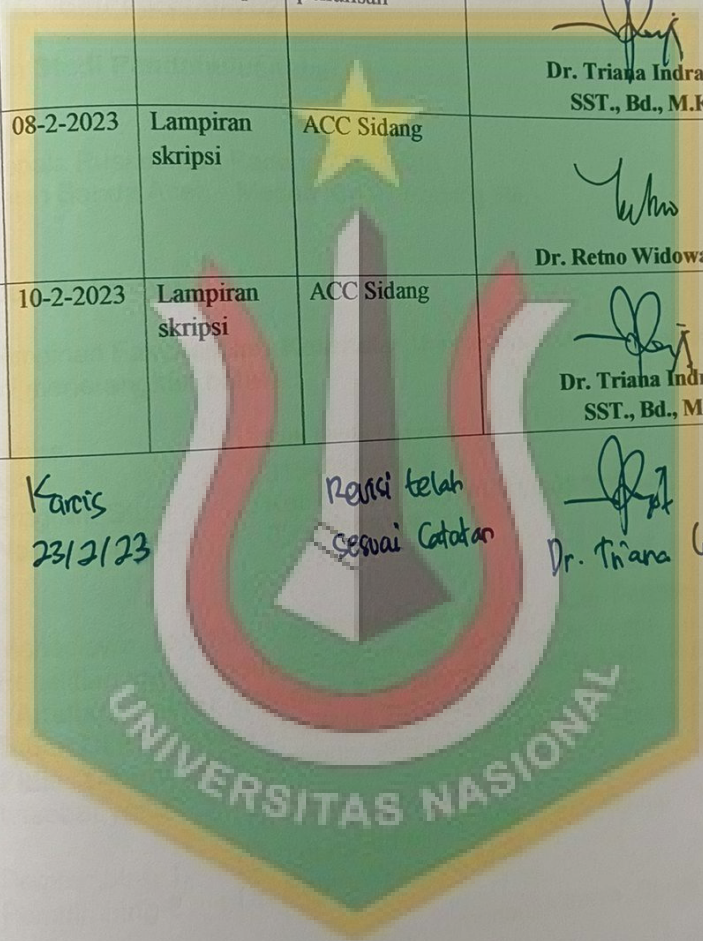 Dr. Triana Indra
SST., Bd., M.K
08-2-2023 Lampiran skripsi ACC Sidang
Dr. Retno Widowa
10-2-2023 Lampiran skripsi ACC Sidang
Dr. Triana Ind
SST., Bd., M
Kamis
23/2/23
Revisi telah
sesuai Catatan
Dr. Triana
UNIVERSITAS NASIONAL